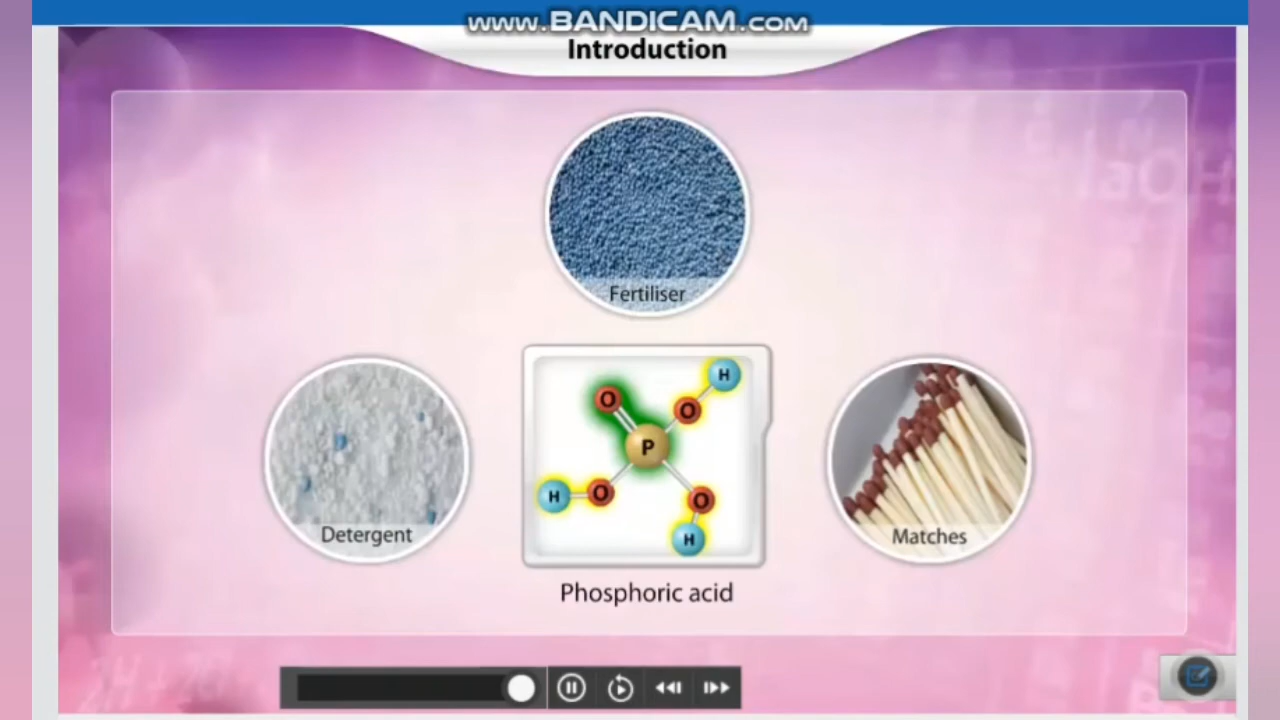 www.BANDICAM.com
Introduction
Fertiliser
H
O
O
P
H
O
O
H
Detergent
Matches
Phosphoric acid